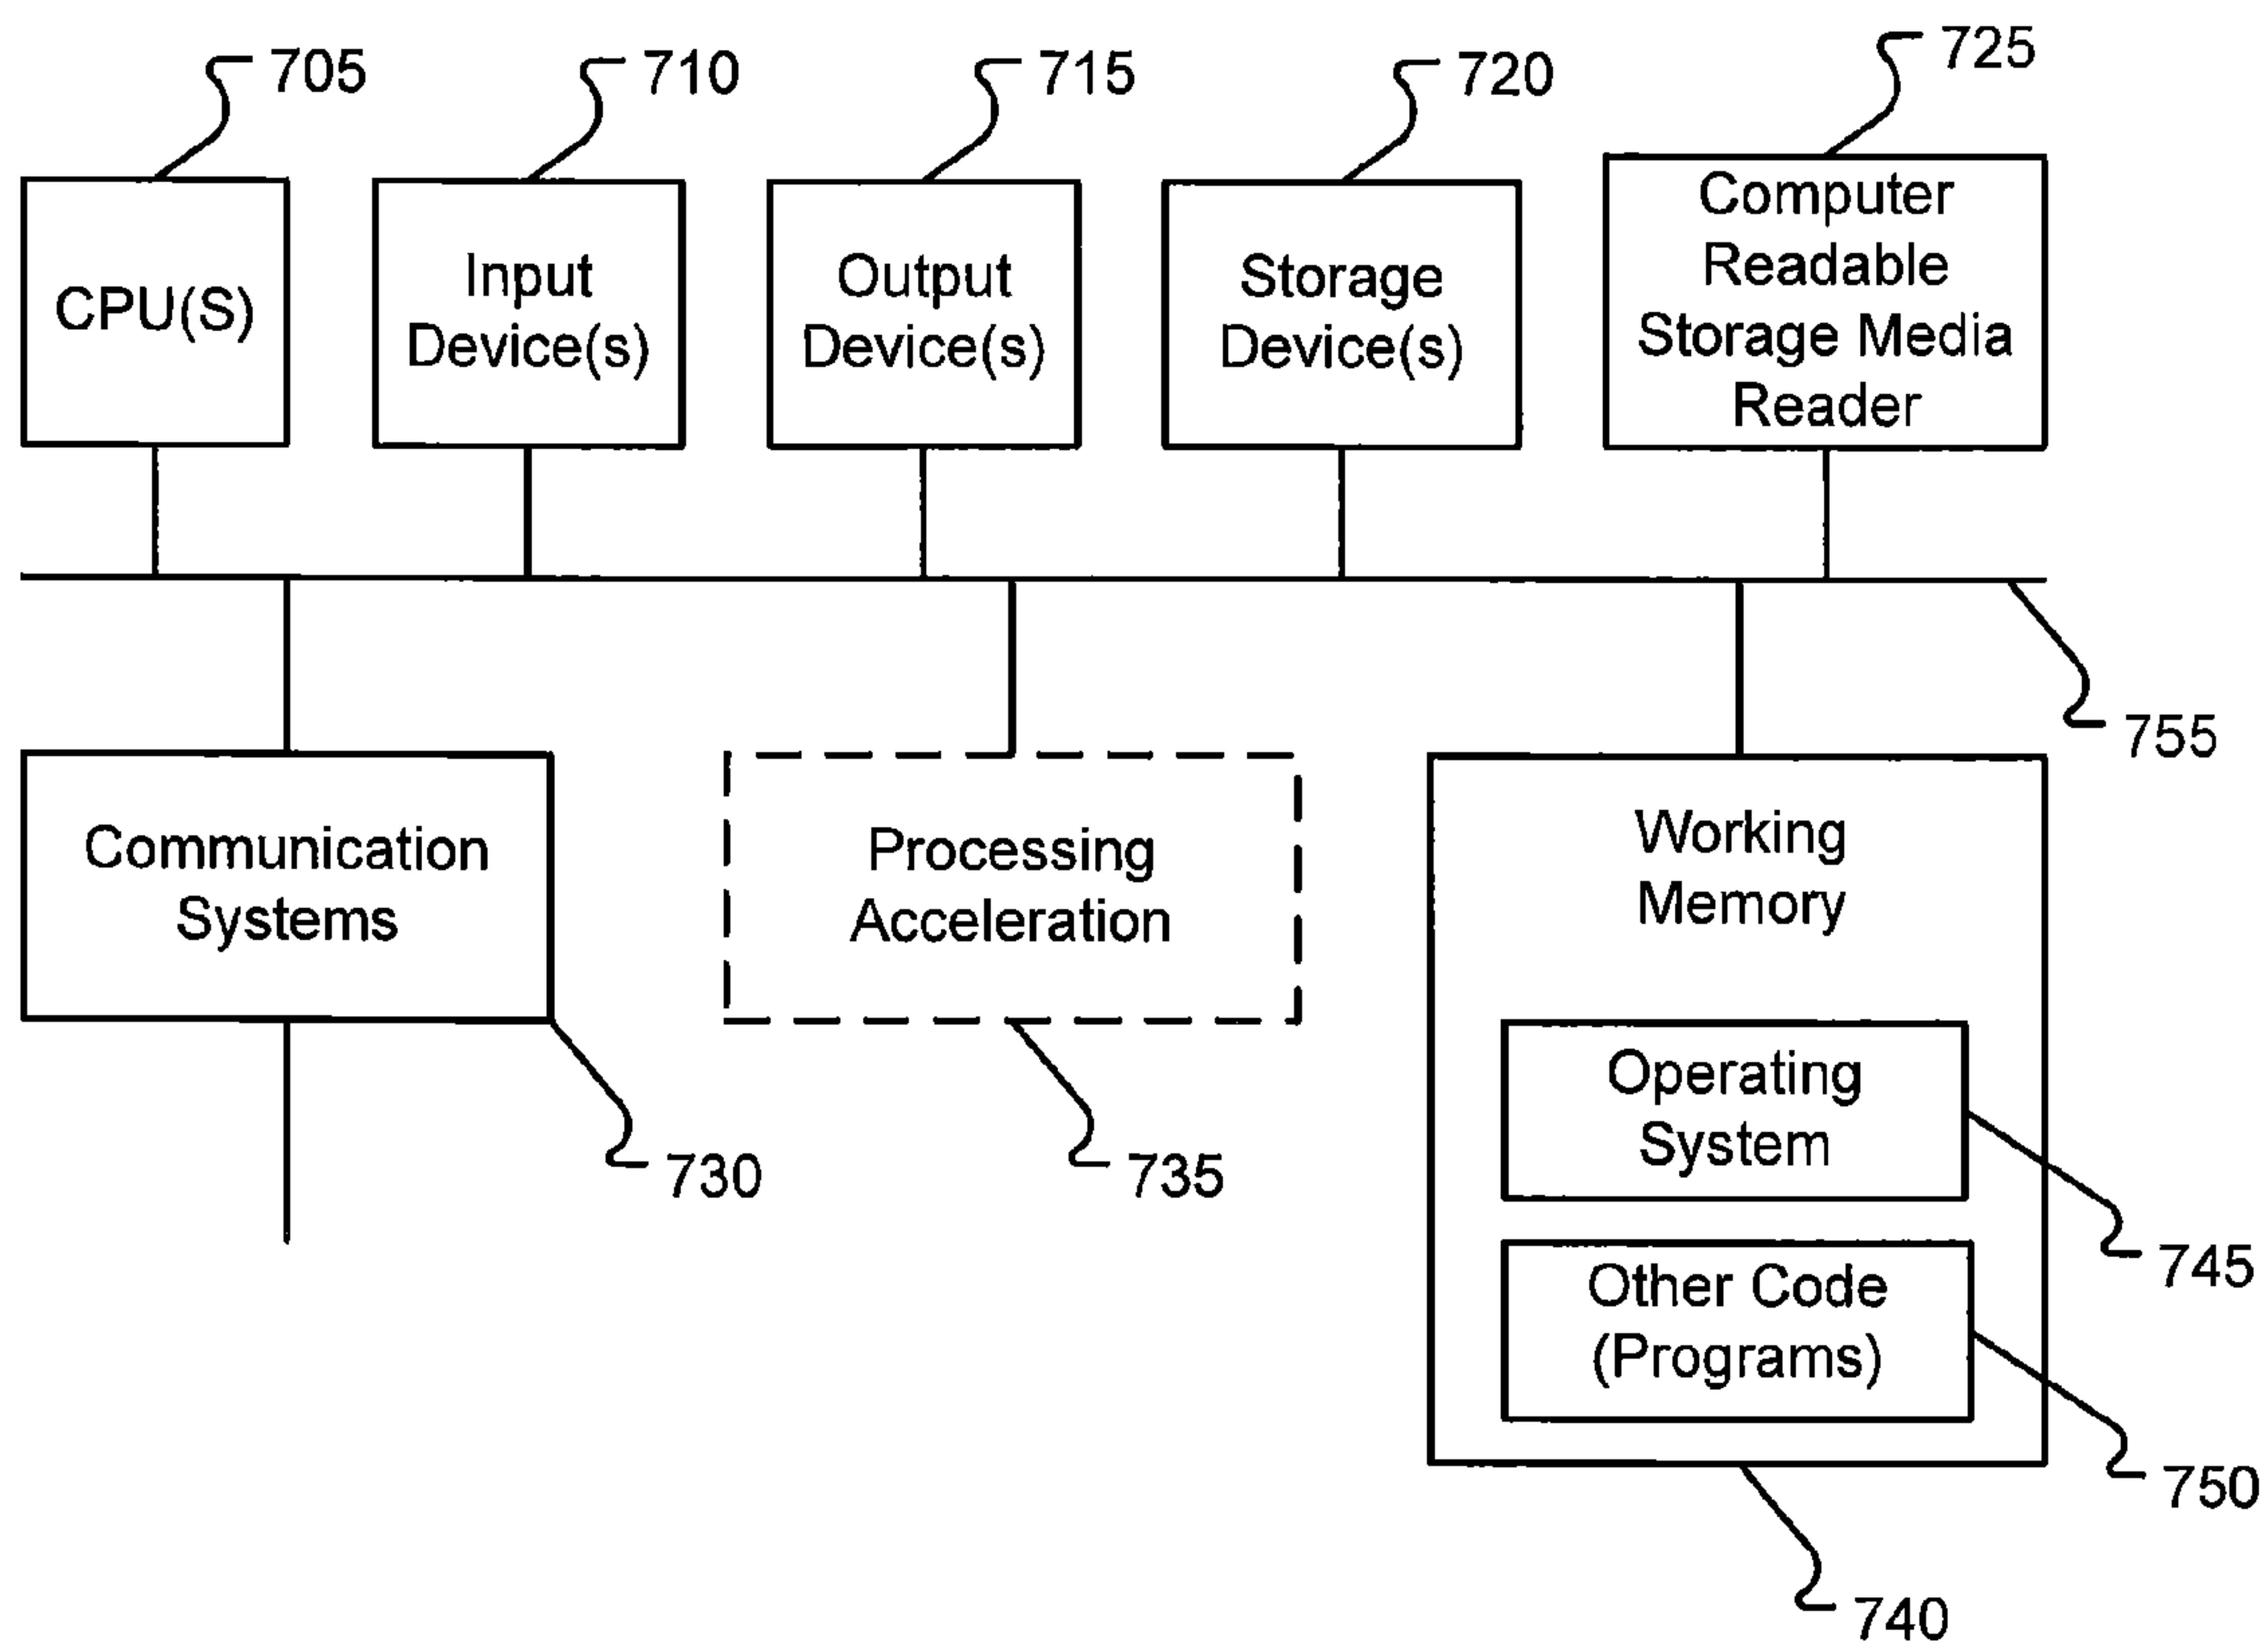 705
710
715
720
725
CPU(S)
Input
Device(s)
Output
Device(s)
Storage
Device(s)
Computer
Readable
Storage Media
Reader
755
Communication
Systems
730
Processing
Acceleration
735
Working
Memory
Operating
System
745
Other Code
(Programs)
750
740